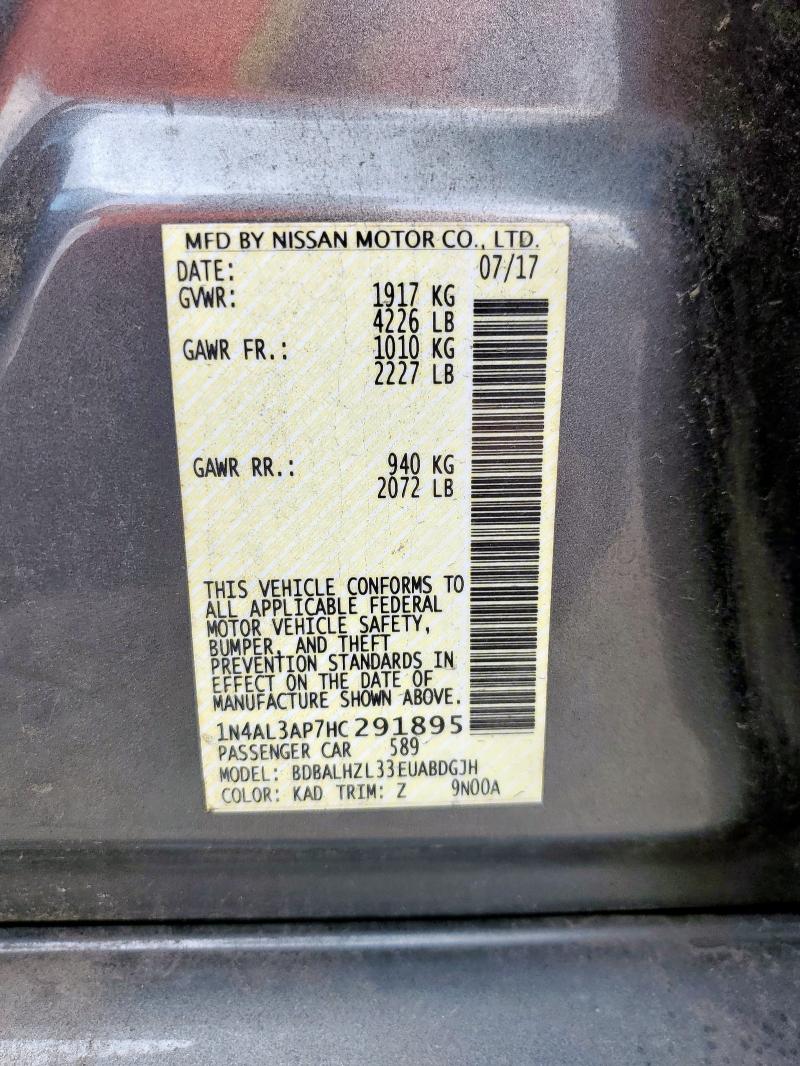 MFD BY NISSAN MOTOR CO., LTD.
DATE: 07/17
GVWR: 1917 KG
4226 LB
GAWR FR.: 1010 KG
2227 LB
GAWR RR.: 940 KG
2072 LB
THIS VEHICLE CONFORMS TO
ALL APPLICABLE FEDERAL
MOTOR VEHICLE SAFETY,
BUMPER, AND THEFT
PREVENTION STANDARDS IN
EFFECT ON THE DATE OF
MANUFACTURE SHOWN ABOVE.
1N4AL3AP7HC291895
PASSENGER CAR 589
MODEL: BDBALHZL33EUABDGJH
COLOR: KAD TRIM: Z 9N00A